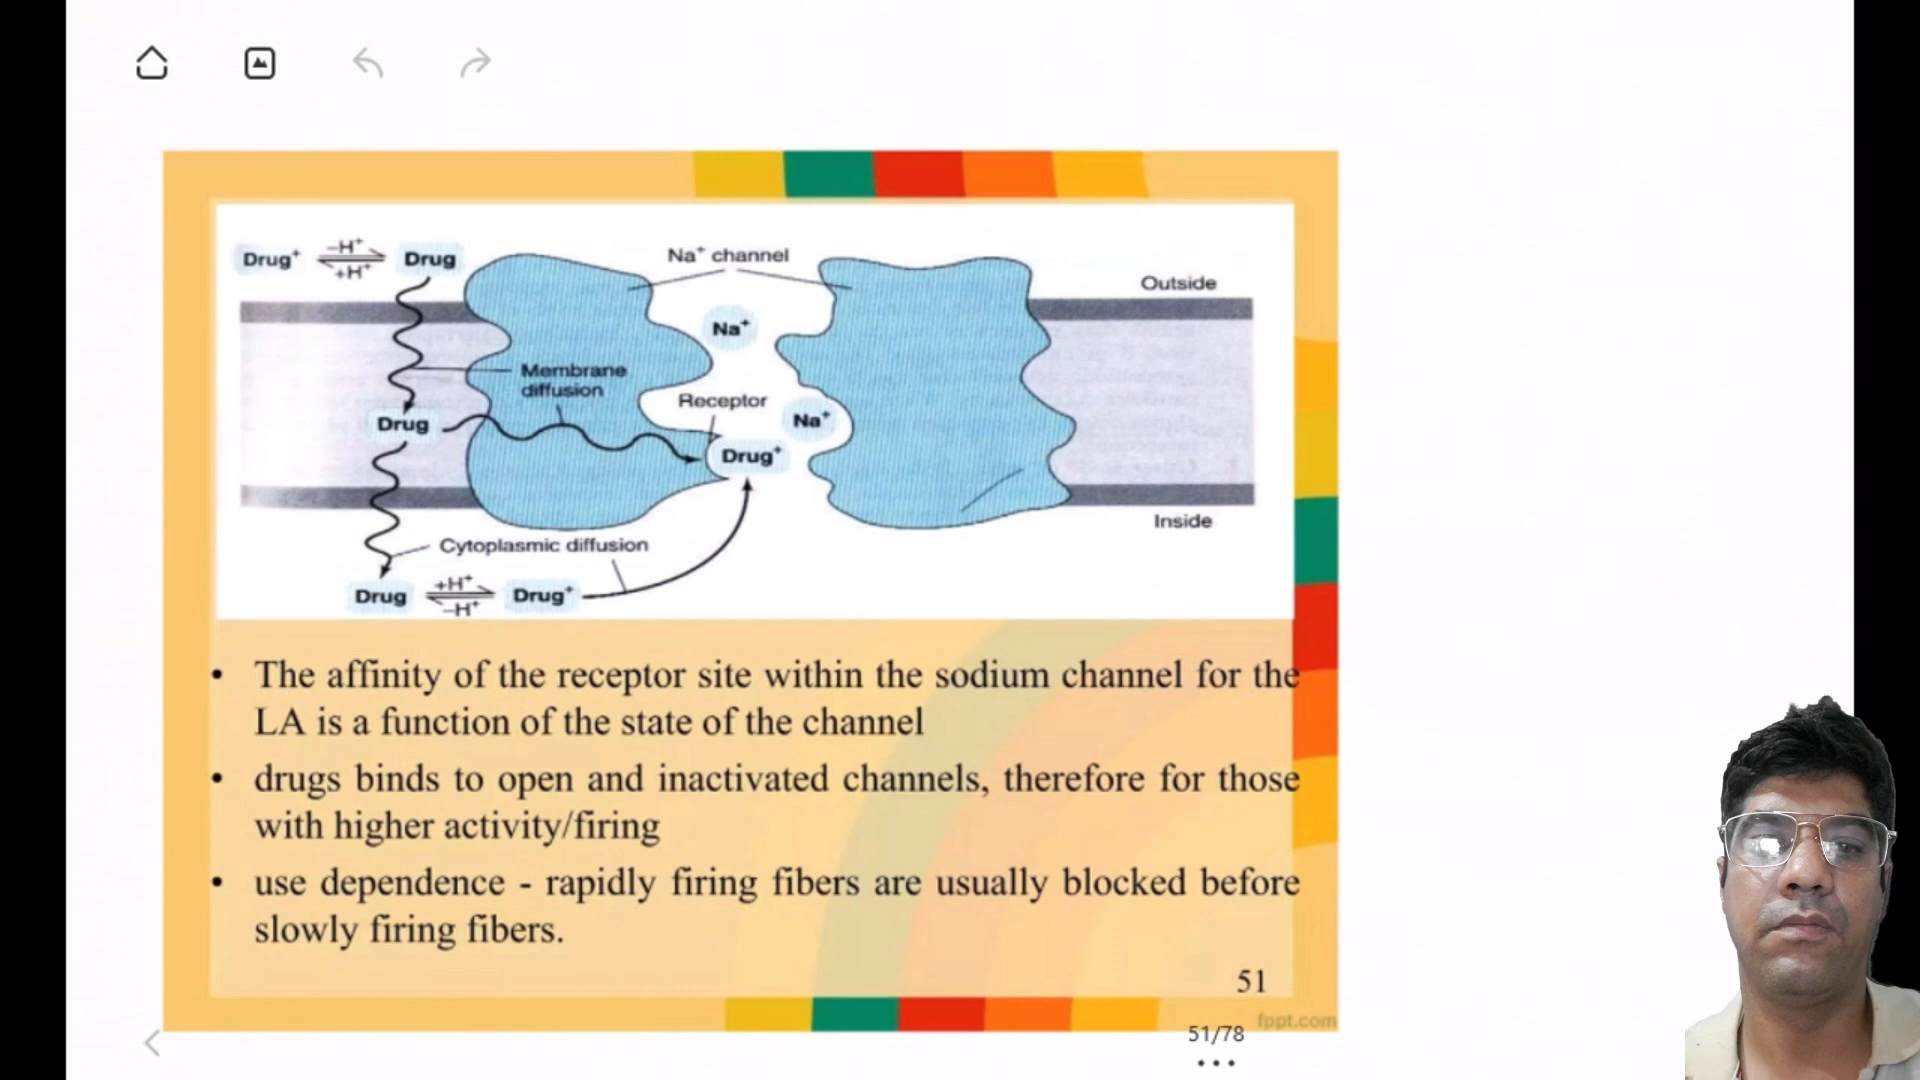 Drug⁺ –H⁺ Drug
+H⁺
Na⁺ channel
Outside
Na⁺
Membrane
diffusion
Receptor
Na⁺
Drug
Drug⁺
Inside
Cytoplasmic diffusion
Drug +H⁺ Drug⁺
–H⁺
• The affinity of the receptor site within the sodium channel for the
LA is a function of the state of the channel
• drugs binds to open and inactivated channels, therefore for those
with higher activity/firing
• use dependence - rapidly firing fibers are usually blocked before
slowly firing fibers.
51
fppt.com
51/78